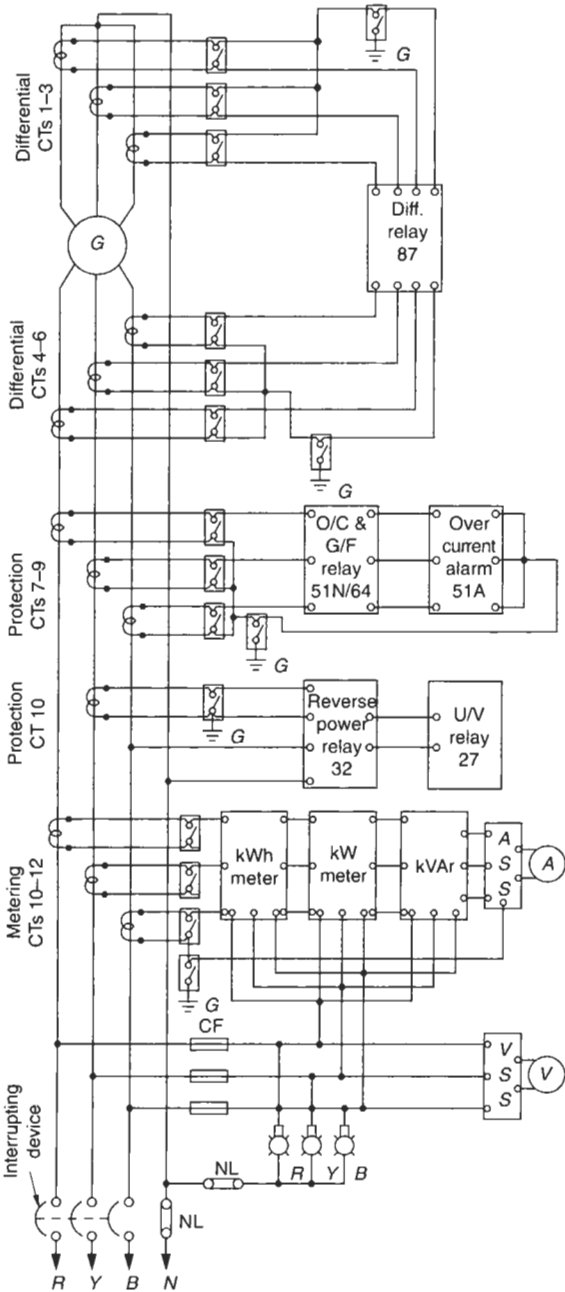 G
Differential
CTs 1–3
G
Diff.
relay
87
Differential
CTs 4–6
G
Protection
CTs 7–9
O/C &
G/F
relay
51N/64
Over
current
alarm
51A
G
Protection
CT 10
G
Reverse
power
relay
32
U/V
relay
27
Metering
CTs 10–12
kWh
meter
kW
meter
kVAr
A
S
S
A
G
CF
V
S
S
V
Interrupting
device
NL
R
Y
B
NL
R
Y
B
N